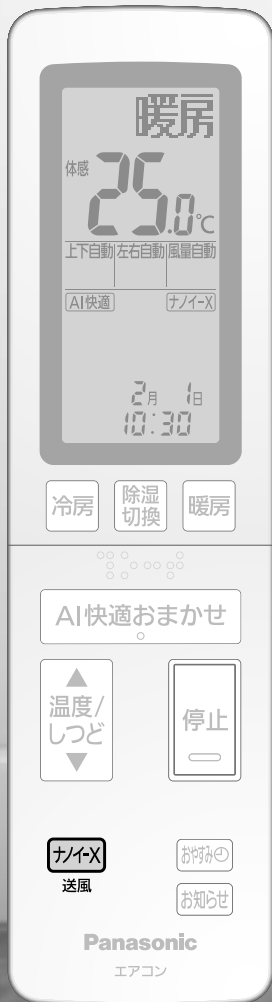 暖房
体感 25.0℃
上下自動 左右自動 風量自動
AI快適 ナノイーX
2月 1日
10:30
冷房 除湿切換 暖房
AI快適おまかせ
温度/しつど
停止
ナノイーX
送風
おやすみ
お知らせ
Panasonic
エアコン